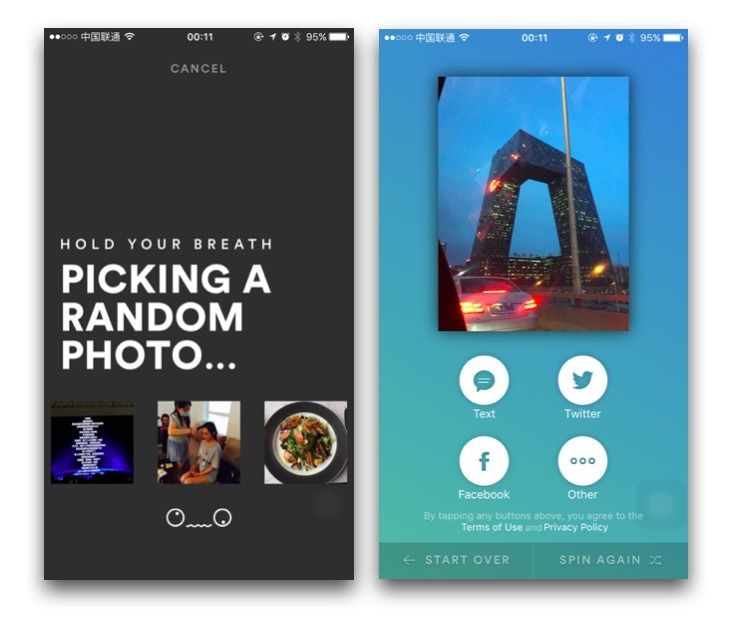 中国联通
00:11
95%
CANCEL
HOLD YOUR BREATH
PICKING A
RANDOM
PHOTO...
中国联通
00:11
95%
Text
Twitter
Facebook
Other
By tapping any buttons above, you agree to the
Terms of Use and Privacy Policy
START OVER
SPIN AGAIN